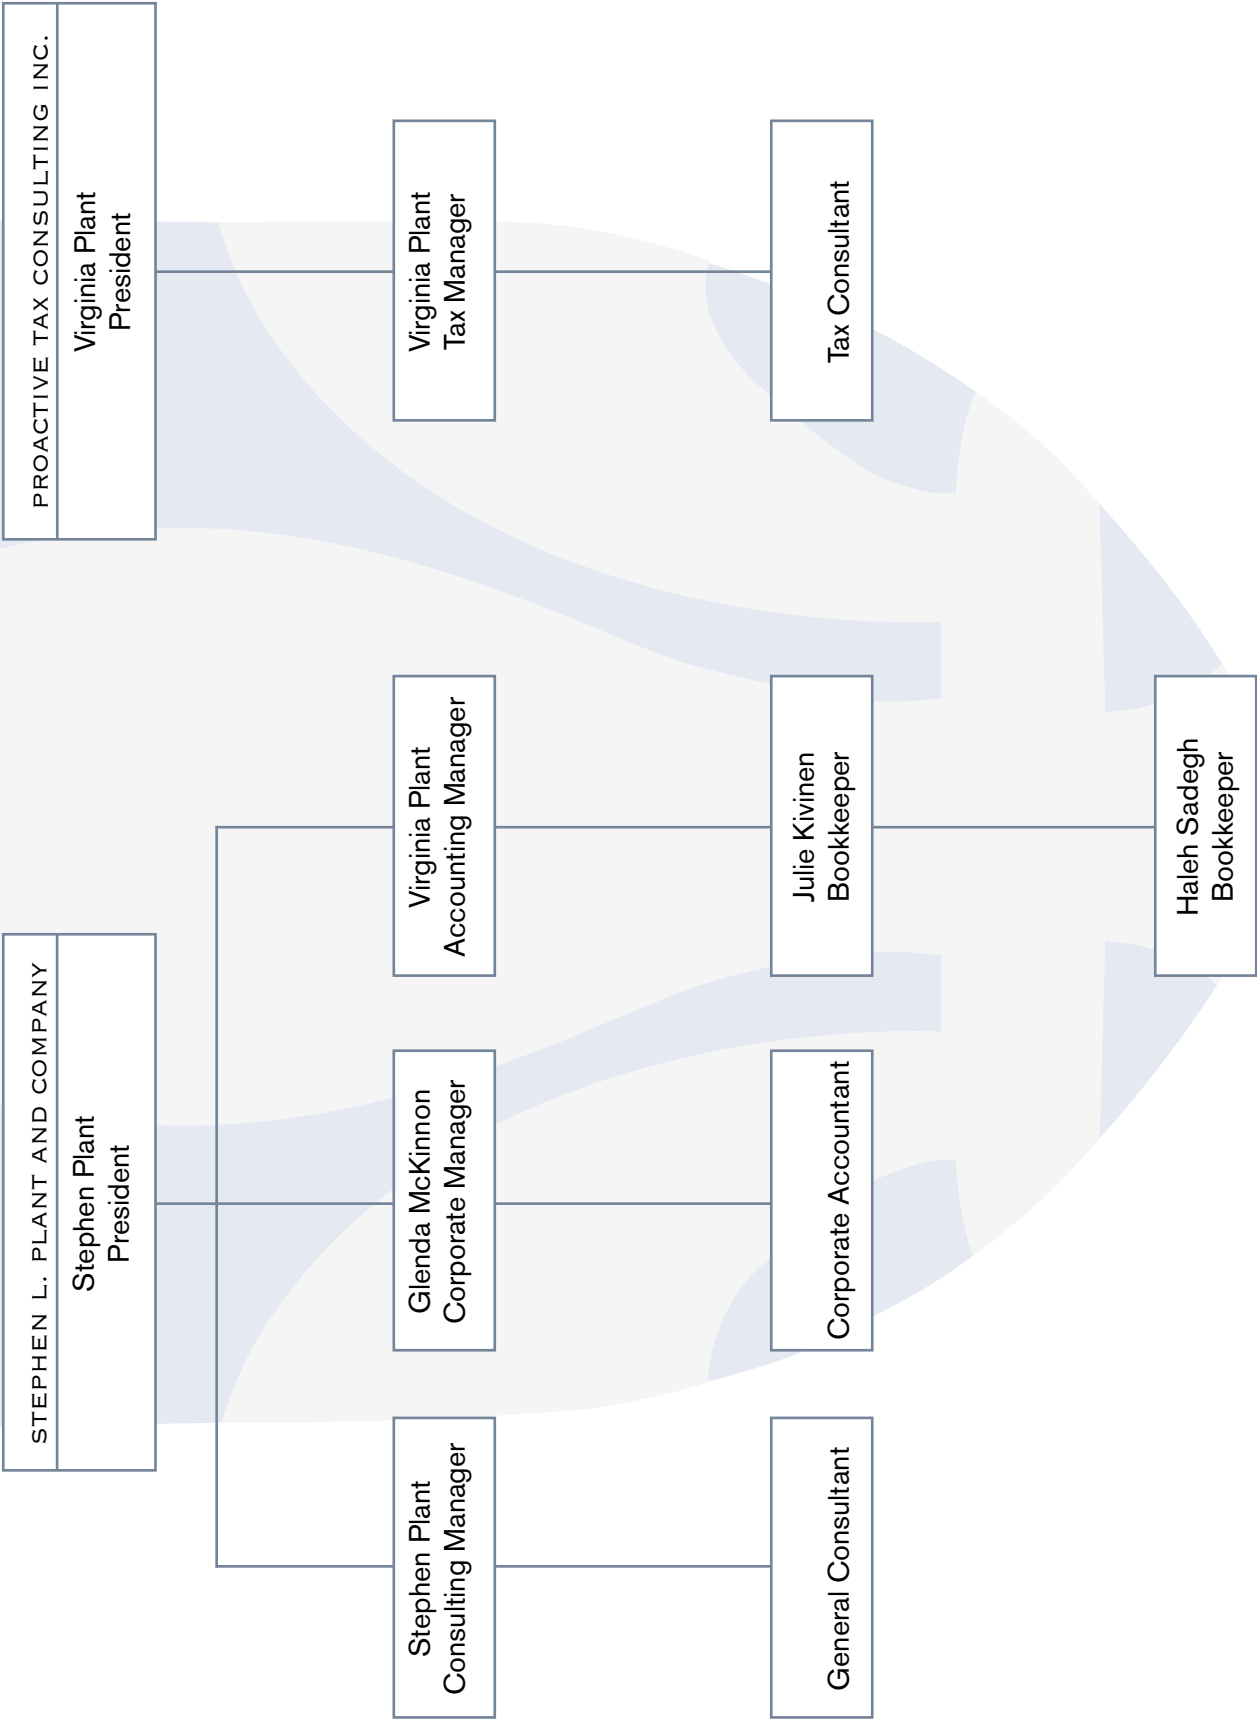 STEPHEN L. PLANT AND COMPANY
Stephen Plant
President
PROACTIVE TAX CONSULTING INC.
Virginia Plant
President
Stephen Plant
Consulting Manager
Glenda McKinnon
Corporate Manager
Virginia Plant
Accounting Manager
Virginia Plant
Tax Manager
General Consultant
Corporate Accountant
Julie Kivinen
Bookkeeper
Tax Consultant
Haleh Sadegh
Bookkeeper